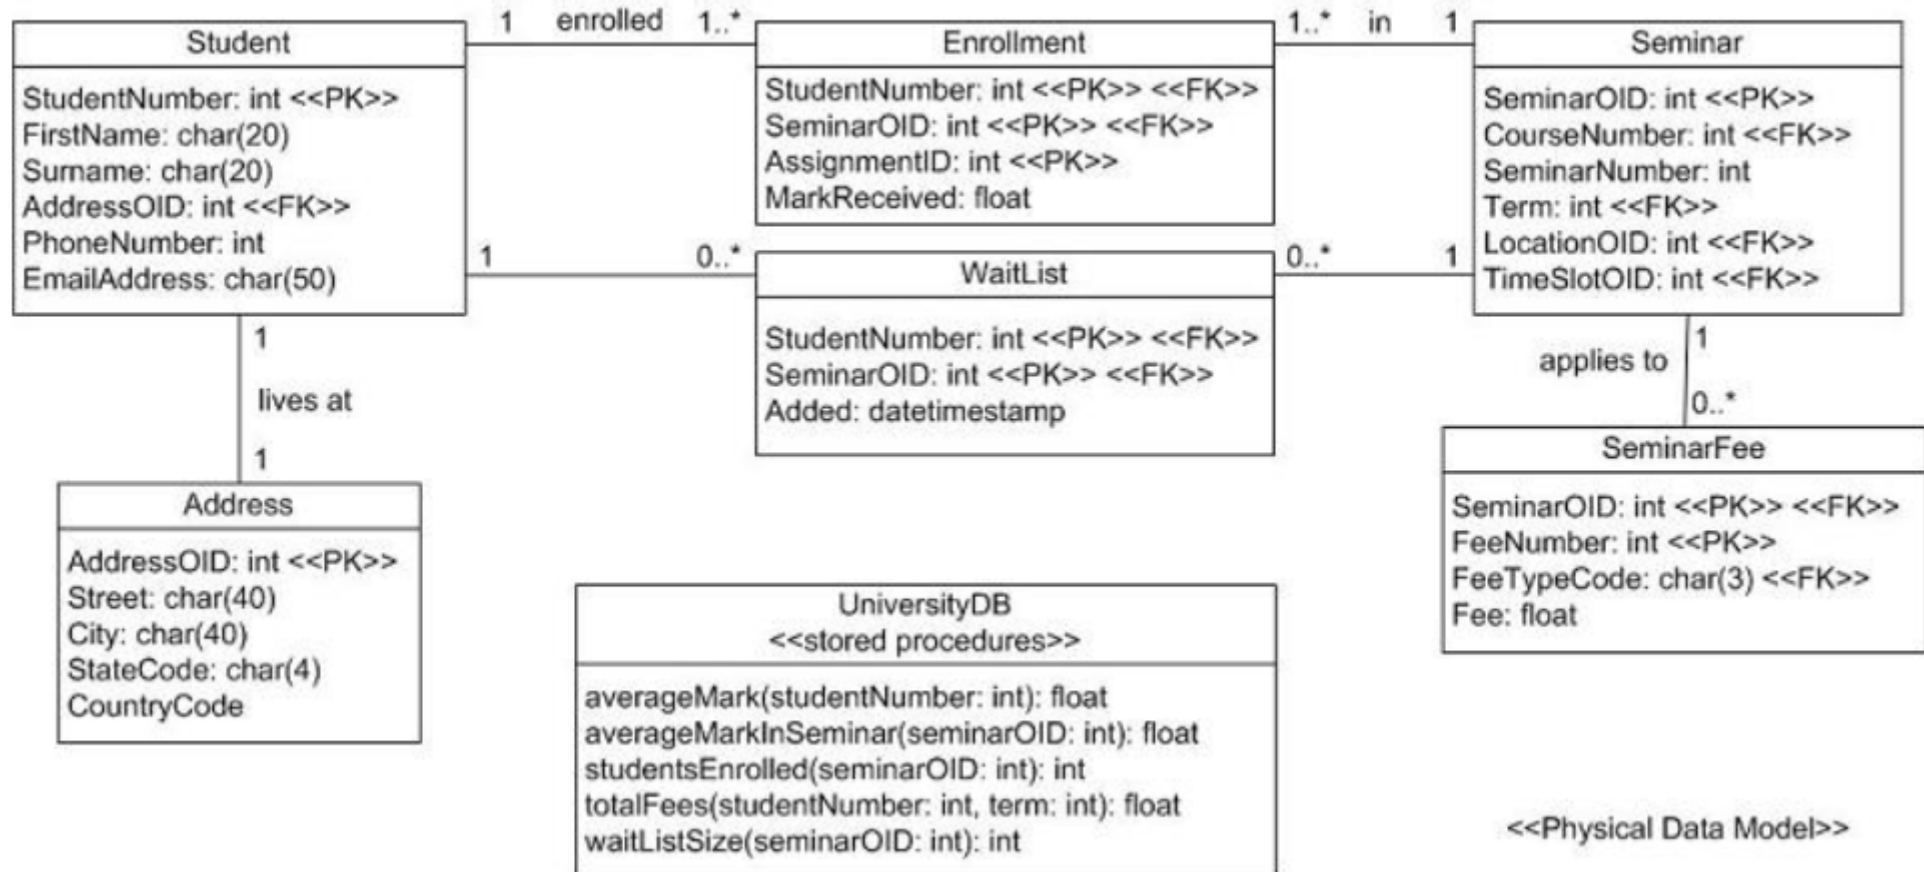 Student
StudentNumber: int <<PK>>
FirstName: char(20)
Surname: char(20)
AddressOID: int <<FK>>
PhoneNumber: int
EmailAddress: char(50)
1 enrolled 1..*
Enrollment
StudentNumber: int <<PK>> <<FK>>
SeminarOID: int <<PK>> <<FK>>
AssignmentID: int <<PK>>
MarkReceived: float
1..* in 1
Seminar
SeminarOID: int <<PK>>
CourseNumber: int <<FK>>
SeminarNumber: int
Term: int <<FK>>
LocationOID: int <<FK>>
TimeSlotOID: int <<FK>>
1 0..*
WaitList
StudentNumber: int <<PK>> <<FK>>
SeminarOID: int <<PK>> <<FK>>
Added: datetimestamp
0..* 1
1
lives at
1
Address
AddressOID: int <<PK>>
Street: char(40)
City: char(40)
StateCode: char(4)
CountryCode
1
applies to
0..*
SeminarFee
SeminarOID: int <<PK>> <<FK>>
FeeNumber: int <<PK>>
FeeTypeCode: char(3) <<FK>>
Fee: float
UniversityDB
<<stored procedures>>
averageMark(studentNumber: int): float
averageMarkInSeminar(seminarOID: int): float
studentsEnrolled(seminarOID: int): int
totalFees(studentNumber: int, term: int): float
waitListSize(seminarOID: int): int
<<Physical Data Model>>